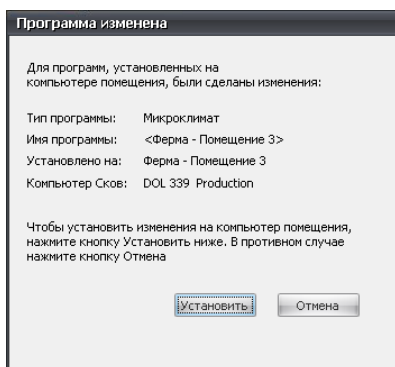 Программа изменена
Для программ, установленных на
компьютере помещения, были сделаны изменения:
Тип программы: Микроклимат
Имя программы: <Ферма - Помещение 3>
Установлено на: Ферма - Помещение 3
Компьютер Сков: DOL 339 Production
Чтобы установить изменения на компьютер помещения,
нажмите кнопку Установить ниже. В противном случае
нажмите кнопку Отмена
Установить Отмена